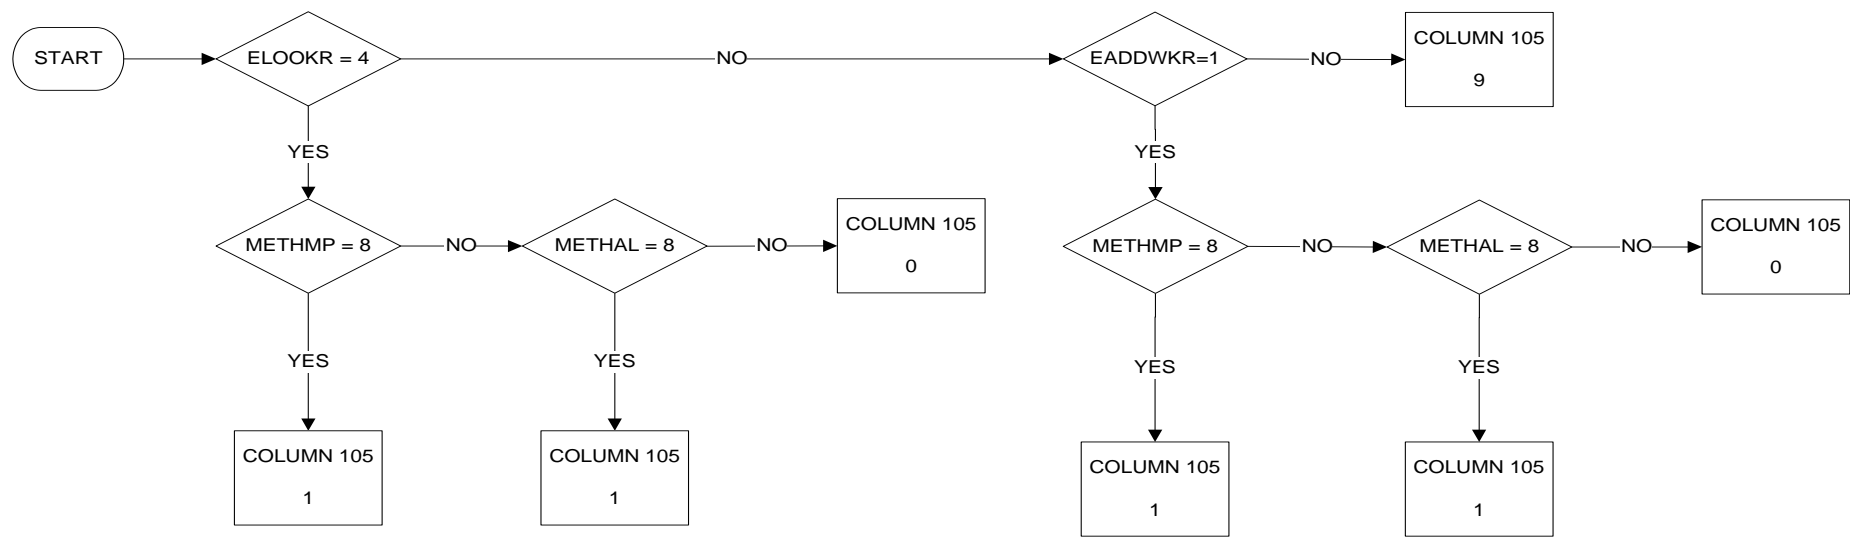 START
ELOOKR = 4
NO
EADDWKR=1
NO
COLUMN 105
9
YES
YES
METHMP = 8
NO
METHAL = 8
NO
COLUMN 105
0
METHMP = 8
NO
METHAL = 8
NO
COLUMN 105
0
YES
YES
YES
YES
COLUMN 105
1
COLUMN 105
1
COLUMN 105
1
COLUMN 105
1